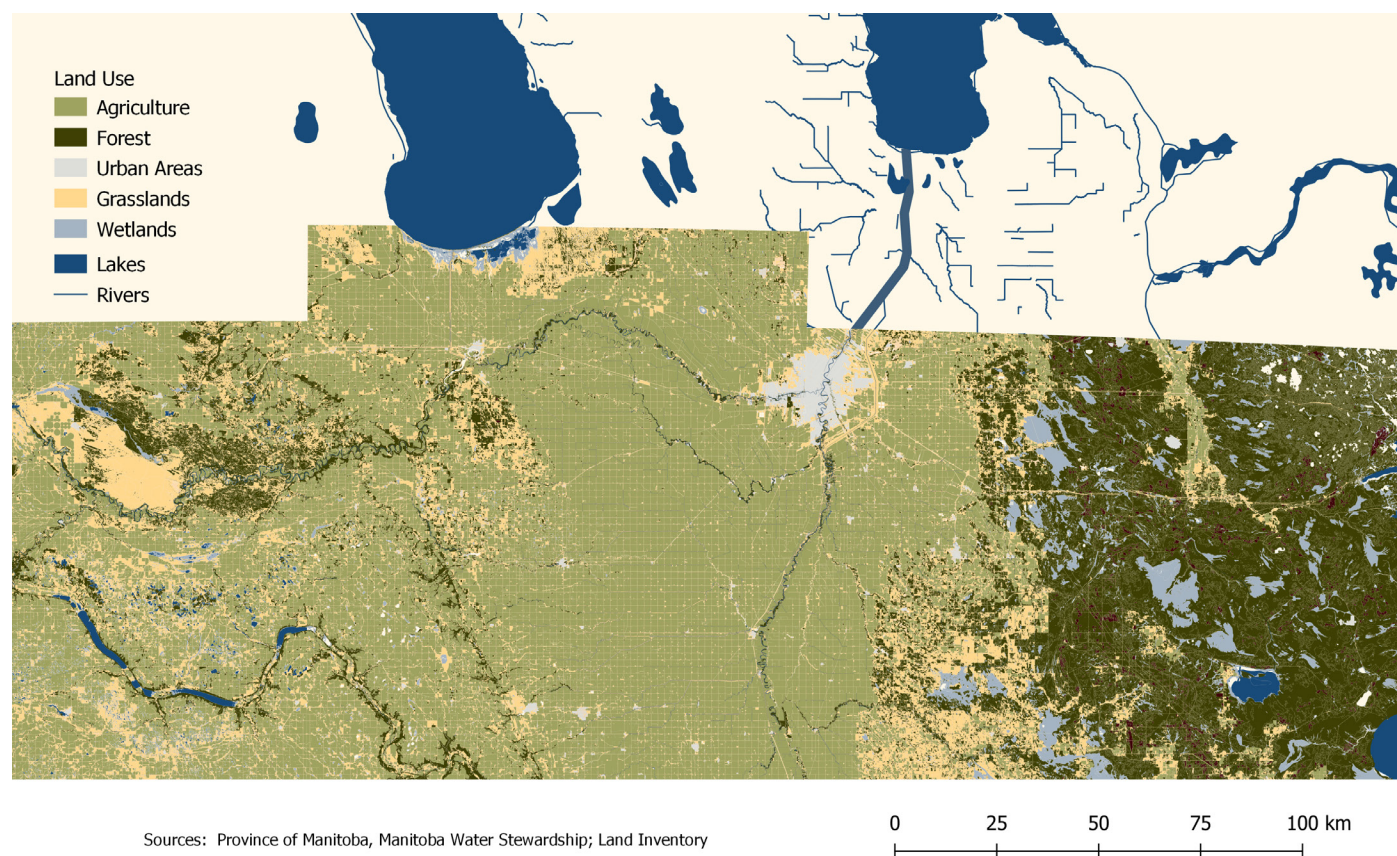 Land Use
Agriculture
Forest
Urban Areas
Grasslands
Wetlands
Lakes
Rivers
Sources: Province of Manitoba, Manitoba Water Stewardship; Land Inventory
0 25 50 75 100 km